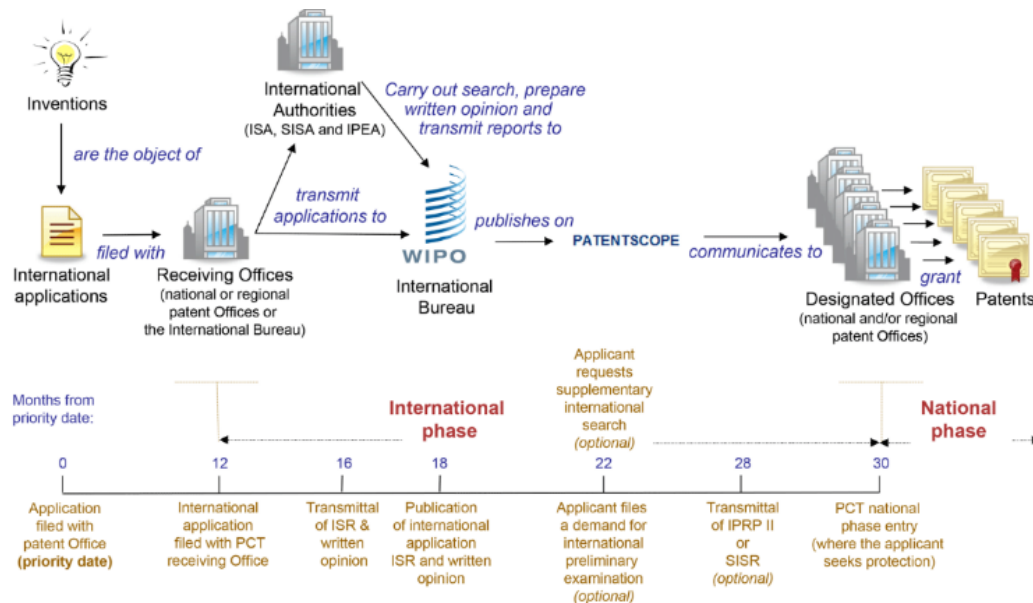 Inventions
are the object of
International
applications
filed with
Receiving Offices
(national or regional
patent Offices or
the International Bureau)
International
Authorities
(ISA, SISA and IPEA)
transmit
applications to
Carry out search, prepare
written opinion and
transmit reports to
WIPO
International
Bureau
publishes on
PATENTSCOPE
communicates to
Designated Offices
(national and/or regional
patent Offices)
grant
Patents
Months from
priority date:
International
phase
Applicant
requests
supplementary
international
search
(optional)
National
phase
0
12
16
18
22
28
30
Application
filed with
patent Office
(priority date)
International
application
filed with PCT
receiving Office
Transmittal
of ISR &
written
opinion
Publication
of international
application
ISR and written
opinion
Applicant files
a demand for
international
preliminary
examination
(optional)
Transmittal
of IPRP II
or
SISR
(optional)
PCT national
phase entry
(where the applicant
seeks protection)